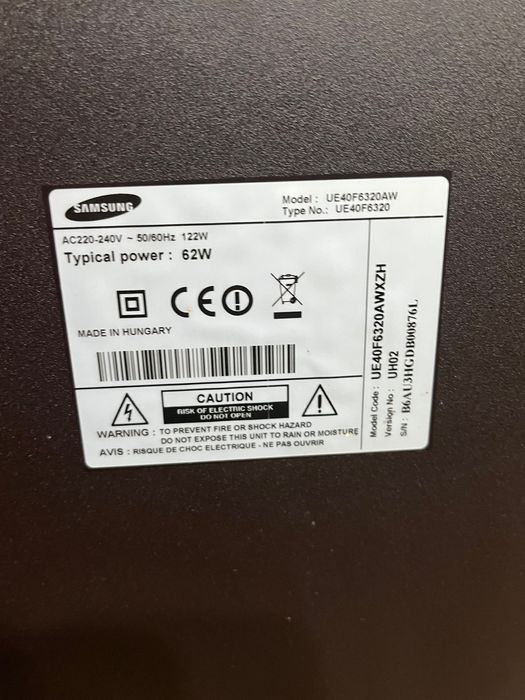 SAMSUNG
Model : UE40F6320AW
Type No.: UE40F6320
AC220-240V ~ 50/60Hz 122W
Typical power : 62W
CE
MADE IN HUNGARY
CAUTION
RISK OF ELECTRIC SHOCK
DO NOT OPEN
WARNING : TO PREVENT FIRE OR SHOCK HAZARD
DO NOT EXPOSE THIS UNIT TO RAIN OR MOISTURE
AVIS : RISQUE DE CHOC ELECTRIQUE - NE PAS OUVRIR
Model Code : UE40F6320AWXZH
Version No : UH02
S/N: B6AU3HGDB00876L